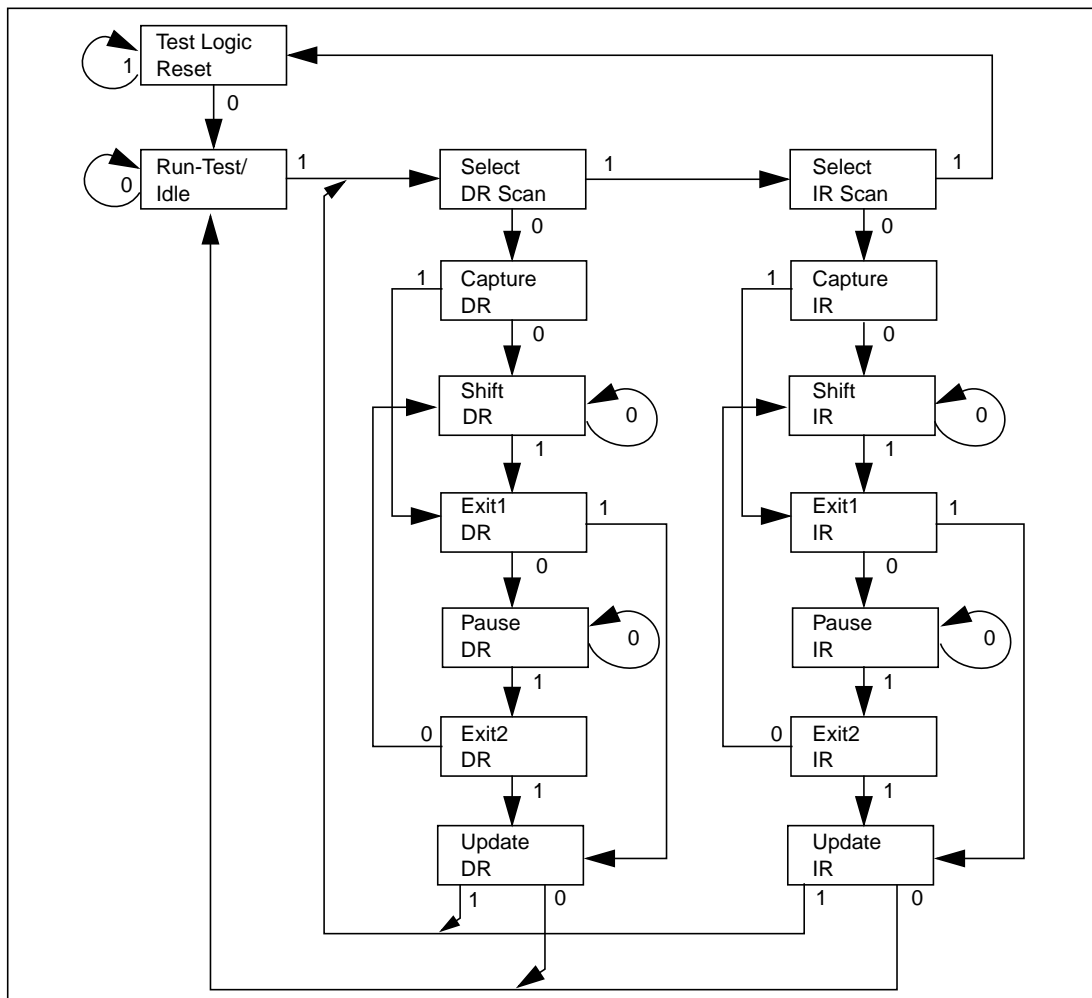 Test Logic
Reset
1
0
Run-Test/
Idle
0
1
Select
DR Scan
1
Select
IR Scan
1
0
0
1
Capture
DR
1
Capture
IR
0
0
Shift
DR
0
Shift
IR
0
1
1
Exit1
DR
1
Exit1
IR
1
0
0
Pause
DR
0
Pause
IR
0
1
1
0
Exit2
DR
0
Exit2
IR
1
1
Update
DR
Update
IR
1
0
1
0